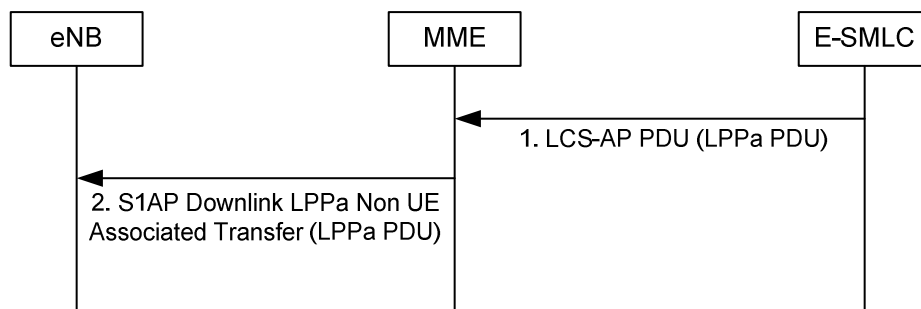 eNB
MME
E-SMLC
1. LCS-AP PDU (LPPa PDU)
2. S1AP Downlink LPPa Non UE
Associated Transfer (LPPa PDU)